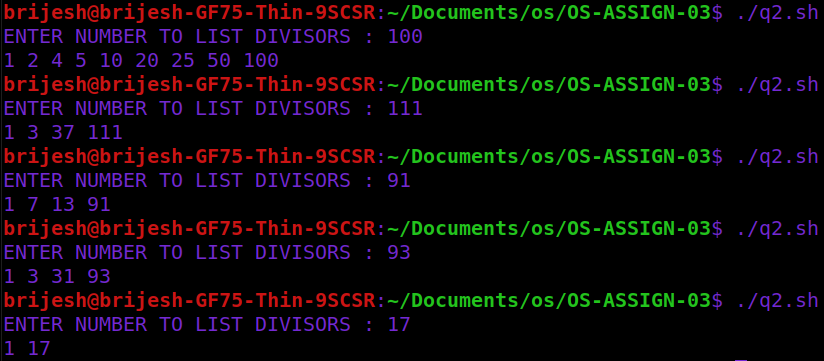 brijesh@brijesh-GF75-Thin-9SCSR:~/Documents/os/OS-ASSIGN-03$ ./q2.sh
ENTER NUMBER TO LIST DIVISORS : 100
1 2 4 5 10 20 25 50 100
brijesh@brijesh-GF75-Thin-9SCSR:~/Documents/os/OS-ASSIGN-03$ ./q2.sh
ENTER NUMBER TO LIST DIVISORS : 111
1 3 37 111
brijesh@brijesh-GF75-Thin-9SCSR:~/Documents/os/OS-ASSIGN-03$ ./q2.sh
ENTER NUMBER TO LIST DIVISORS : 91
1 7 13 91
brijesh@brijesh-GF75-Thin-9SCSR:~/Documents/os/OS-ASSIGN-03$ ./q2.sh
ENTER NUMBER TO LIST DIVISORS : 93
1 3 31 93
brijesh@brijesh-GF75-Thin-9SCSR:~/Documents/os/OS-ASSIGN-03$ ./q2.sh
ENTER NUMBER TO LIST DIVISORS : 17
1 17